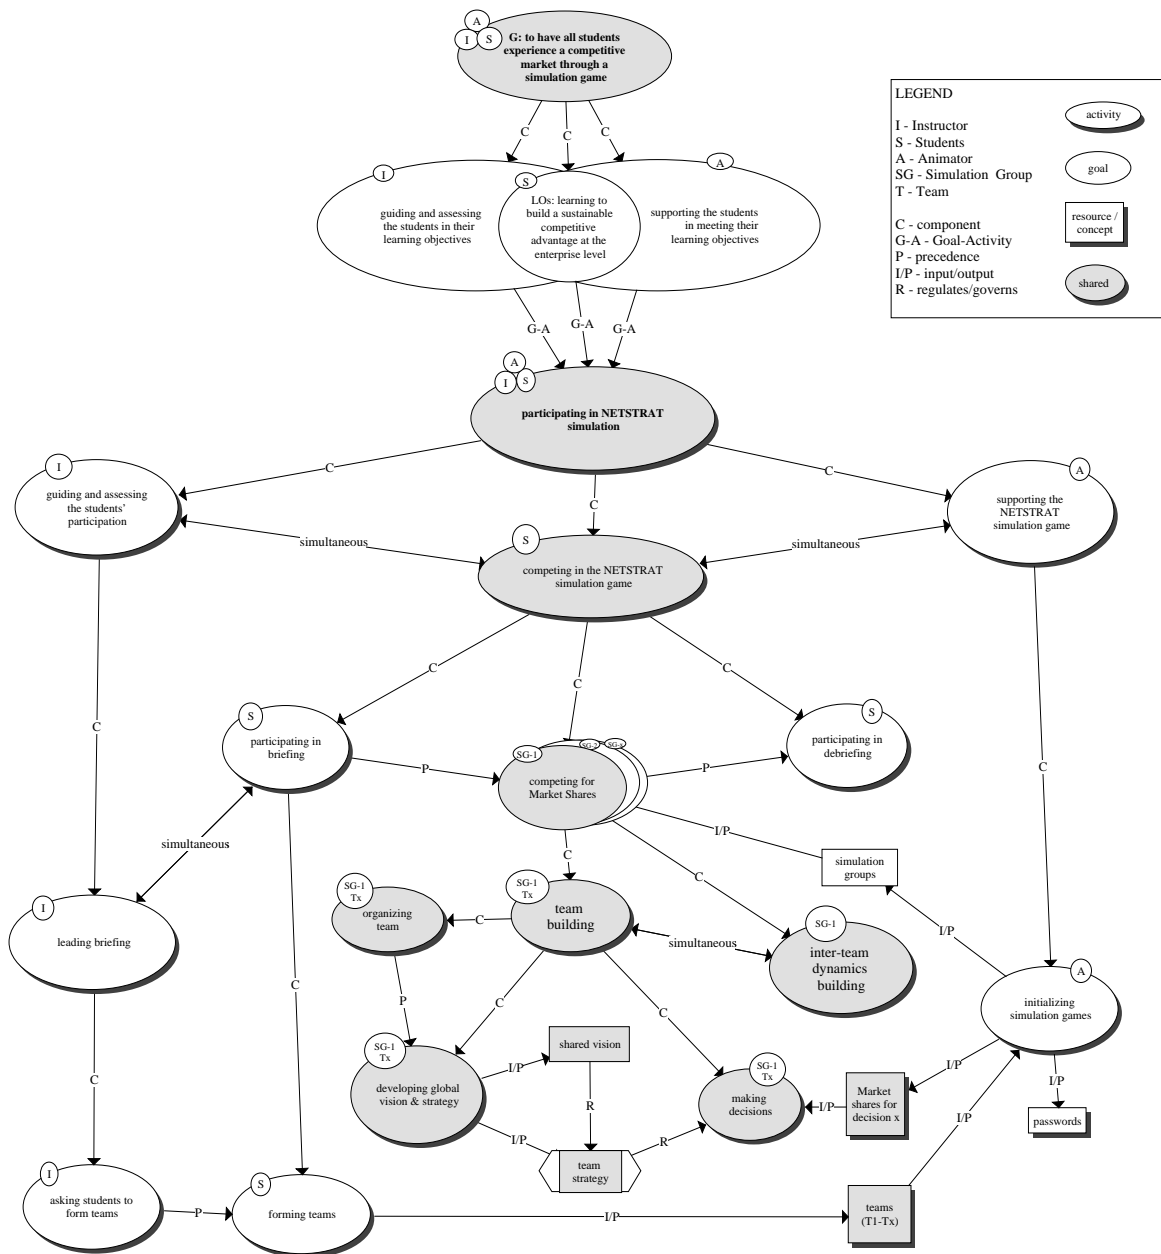 A
I
S
G: to have all students
experience a competitive
market through a
simulation game
LEGEND
I - Instructor
S - Students
A - Animator
SG - Simulation Group
T - Team
C - component
G-A - Goal-Activity
P - precedence
I/P - input/output
R - regulates/governs
activity
goal
resource /
concept
shared
C
C
C
I
S
A
guiding and assessing
the students in their
learning objectives
LOs: learning to
build a sustainable
competitive
advantage at the
enterprise level
supporting the students
in meeting their
learning objectives
G-A
G-A
G-A
A
I
S
participating in NETSTRAT
simulation
C
C
C
I
guiding and assessing
the students'
participation
A
supporting the
NETSTRAT
simulation game
simultaneous
simultaneous
S
competing in the NETSTRAT
simulation game
C
C
C
C
C
S
participating in
briefing
P
SG-1
SG-2
competing for
Market Shares
P
S
participating in
debriefing
simultaneous
I/P
simulation
groups
C
C
I
leading briefing
SG-1
Tx
organizing
team
C
SG-1
Tx
team
building
simultaneous
SG-1
inter-team
dynamics
building
I/P
A
initializing
simulation games
C
P
C
C
C
SG-1
Tx
developing global
vision & strategy
I/P
shared vision
R
I/P
team
strategy
R
SG-1
Tx
making
decisions
I/P
Market
shares for
decision x
I/P
I/P
passwords
I/P
I
asking students to
form teams
P
S
forming teams
I/P
teams
(T1-Tx)